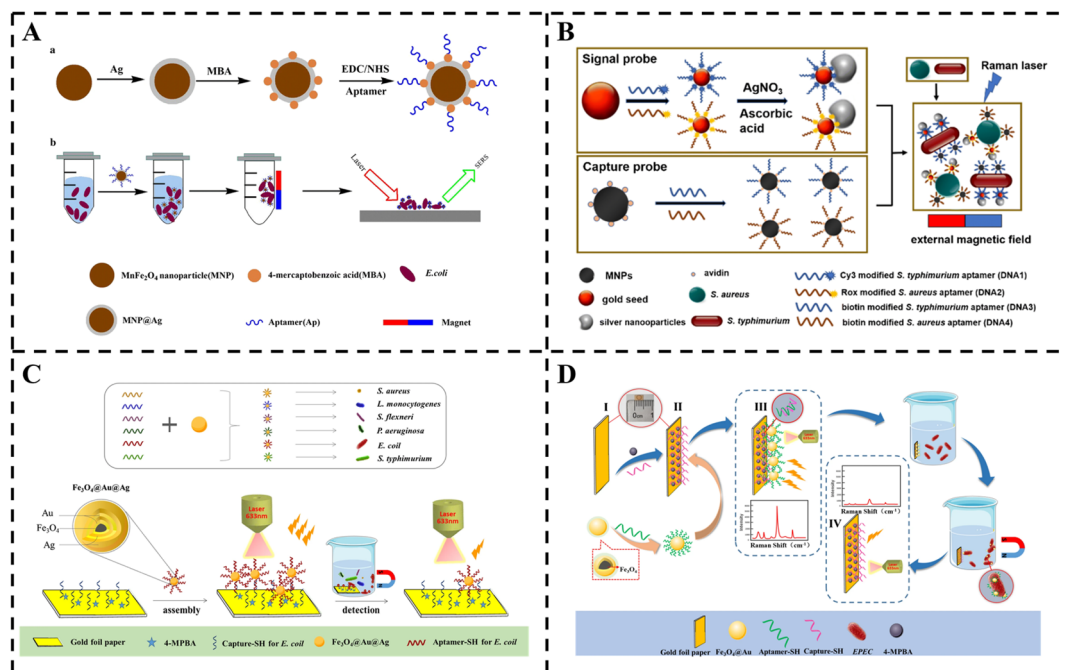 A
a
Ag
MBA
EDC/NHS
Aptamer
b
Laser
SERS
MnFe2O4 nanoparticle(MNP)
4-mercaptobenzoic acid(MBA)
E.coli
MNP@Ag
Aptamer(Ap)
Magnet
B
Signal probe
AgNO3
Ascorbic
acid
Raman laser
Capture probe
external magnetic field
MNPs
avidin
Cy3 modified S. typhimurium aptamer (DNA1)
gold seed
S. aureus
Rox modified S. aureus aptamer (DNA2)
biotin modified S. typhimurium aptamer (DNA3)
silver nanoparticles
S. typhimurium
biotin modified S. aureus aptamer (DNA4)
C
S. aureus
L. monocytogenes
S. flexneri
P. aeruginosa
E. coil
S. typhimurium
Fe3O4@Au@Ag
Au
Fe3O4
Ag
Laser
633nm
Laser
633nm
assembly
detection
Gold foil paper
4-MPBA
Capture-SH for E. coil
Fe3O4@Au@Ag
Aptamer-SH for E. coil
D
I
II
III
0cm 1
Fe3O4
Intensity
Raman Shift (cm-1)
IV
Intensity
Raman Shift (cm-1)
Gold foil paper
Fe3O4@Au
Aptamer-SH
Capture-SH
EPEC
4-MPBA